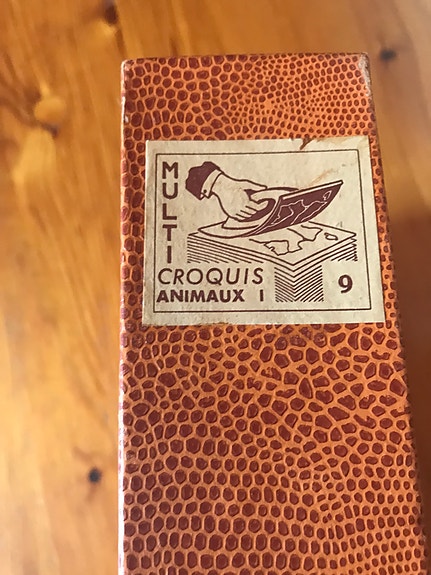 MULTI
CROQUIS
ANIMAUX I
9